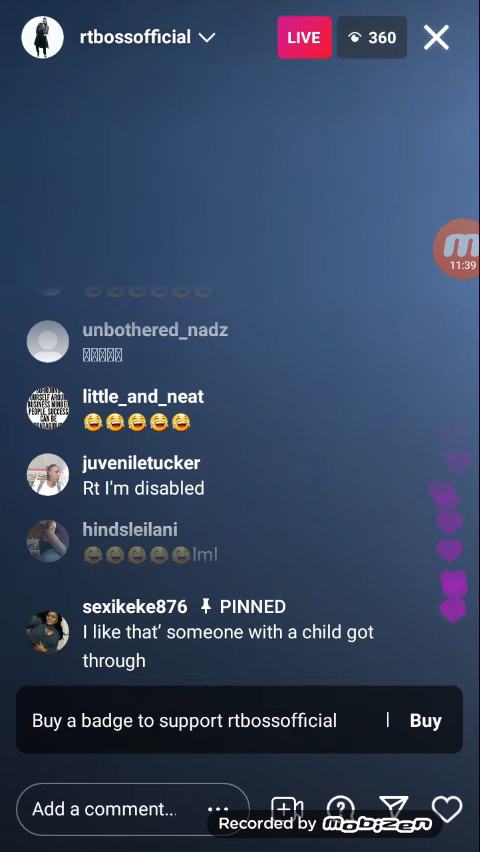 rtbossofficial
LIVE
360
11:39
😂😂😂😂😂😂
unbothered_nadz
little_and_neat
😂😂😂😂😂
juveniletucker
Rt I'm disabled
hindsleilani
😂😂😂😂😂lml
sexikeke876 PINNED
I like that’ someone with a child got
through
Buy a badge to support rtbossofficial | Buy
Add a comment...
Recorded by mobizen